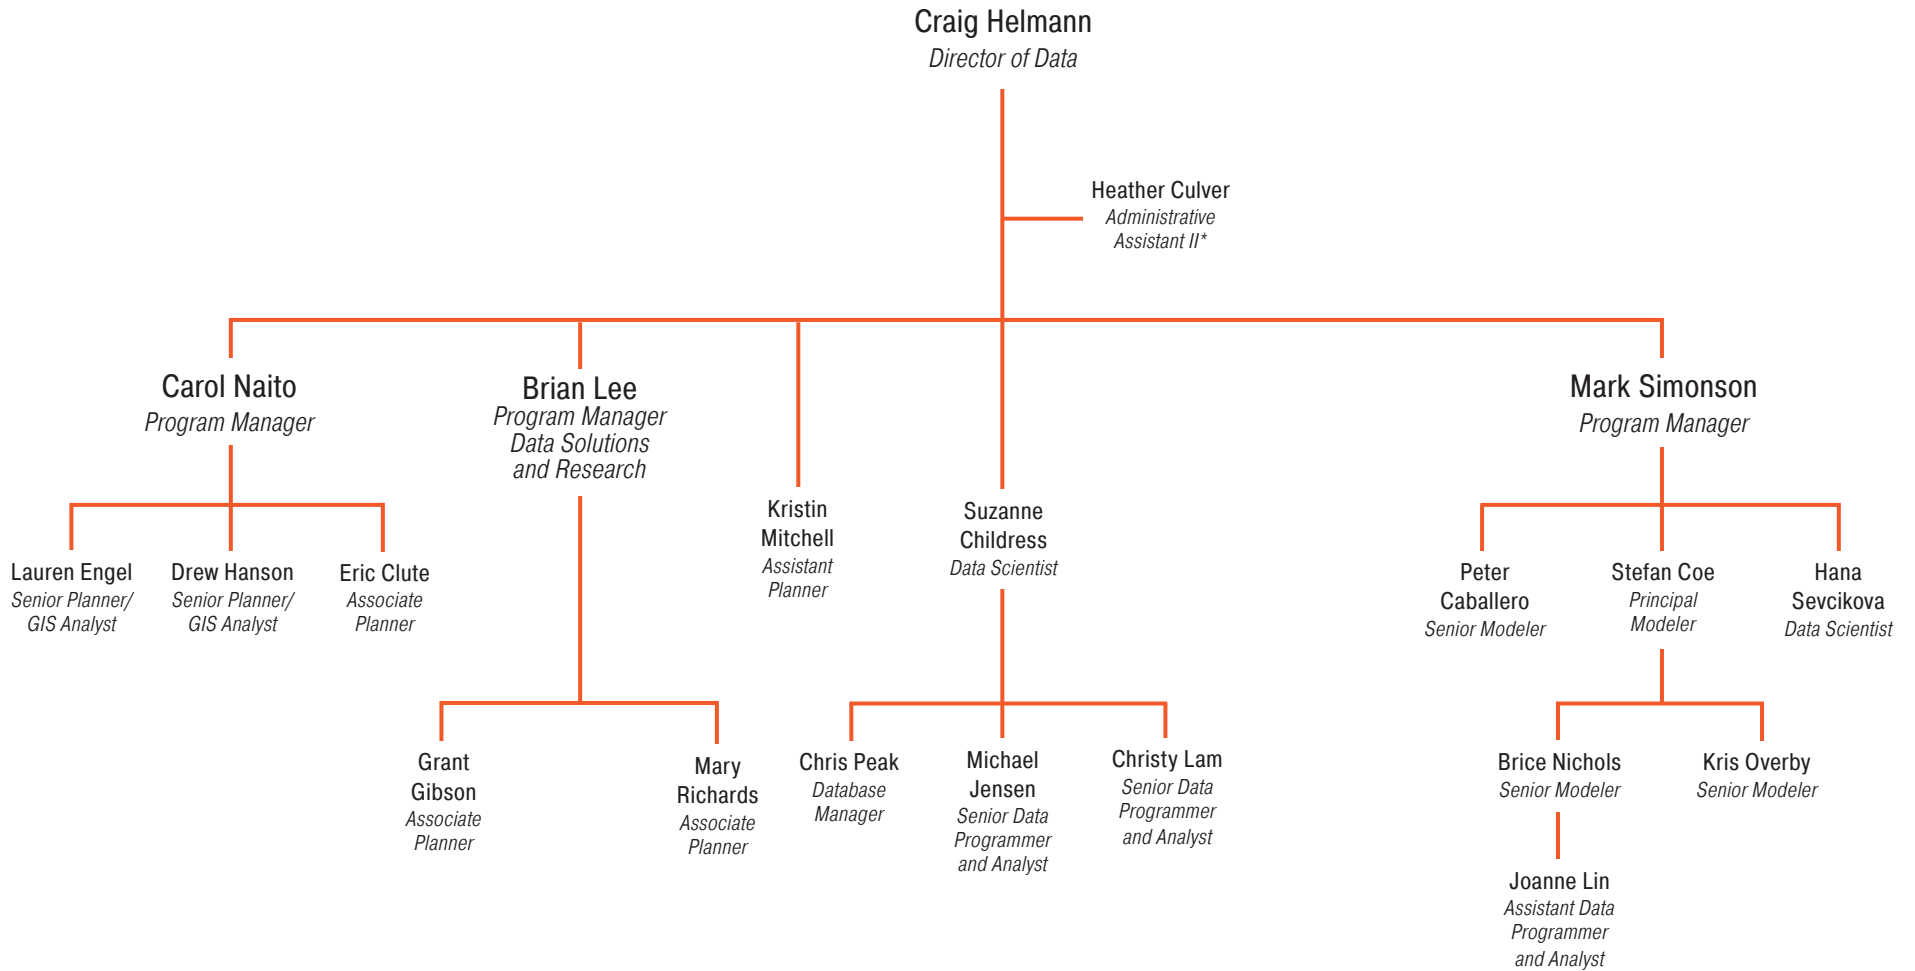 Craig Helmann
Director of Data
Heather Culver
Administrative
Assistant II*
Carol Naito
Program Manager
Brian Lee
Program Manager
Data Solutions
and Research
Mark Simonson
Program Manager
Kristin
Mitchell
Assistant
Planner
Suzanne
Childress
Data Scientist
Lauren Engel
Senior Planner/
GIS Analyst
Drew Hanson
Senior Planner/
GIS Analyst
Eric Clute
Associate
Planner
Peter
Caballero
Senior Modeler
Stefan Coe
Principal
Modeler
Hana
Sevcikova
Data Scientist
Grant
Gibson
Associate
Planner
Mary
Richards
Associate
Planner
Chris Peak
Database
Manager
Michael
Jensen
Senior Data
Programmer
and Analyst
Christy Lam
Senior Data
Programmer
and Analyst
Brice Nichols
Senior Modeler
Kris Overby
Senior Modeler
Joanne Lin
Assistant Data
Programmer
and Analyst